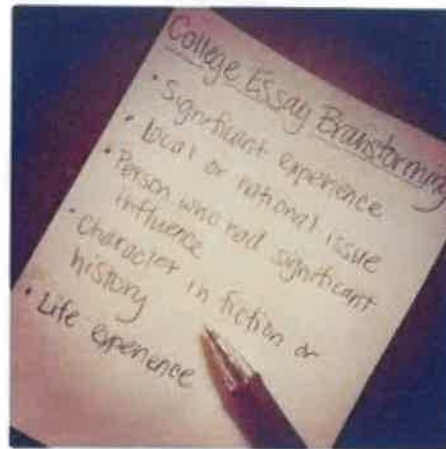 College Essay Brainstorming
• Significant experience
• Local or national issue
• Person who had significant
influence
• Character in fiction or
history
• Life experience